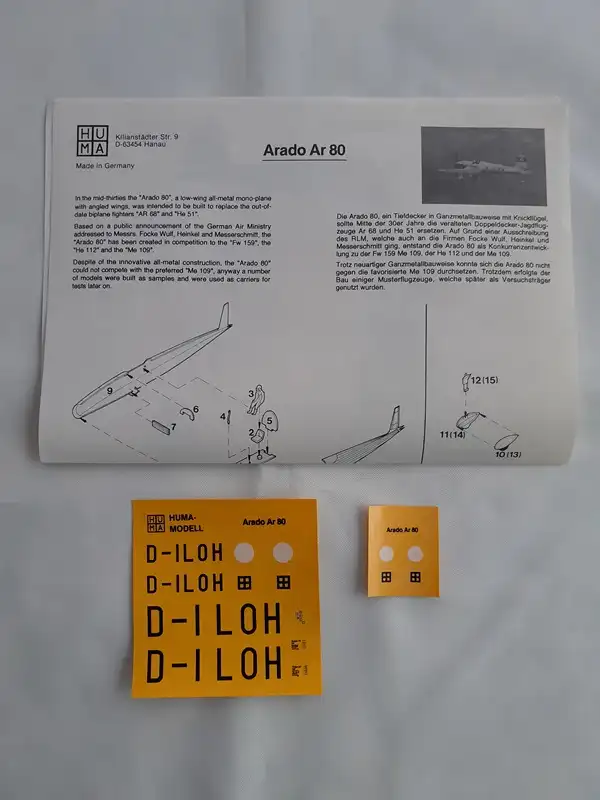 HU
MA
Kilianstädter Str. 9
D-63454 Hanau
Made in Germany
Arado Ar 80
In the mid-thirties the "Arado 80", a low-wing all-metal mono-plane
with angled wings, was intended to be built to replace the out-of-
date biplane fighters "AR 68" and "He 51".
Based on a public announcement of the German Air Ministry
addressed to Messrs. Focke Wulf, Heinkel and Messerschmitt, the
"Arado 80" has been created in competition to the "Fw 159", the
"He 112" and the "Me 109".
Despite of the innovative all-metal construction, the "Arado 80"
could not compete with the preferred "Me 109", anyway a number of
models were built as samples and were used as carriers for
tests later on.
Die Arado 80, ein Tiefdecker in Ganzmetallbauweise mit Knickflügel,
sollte Mitte der 30er Jahre die veralteten Doppeldecker-Jagdflug-
zeuge Ar 68 und He 51 ersetzen. Auf Grund einer Ausschreibung
des RLM, welche auch an die Firmen Focke Wulf, Heinkel und
Messerschmitt ging, entstand die Arado 80 als Konkurrenzentwick-
lung zu der Fw 159 Me 109, der He 112 und der Me 109.
Trotz neuartiger Ganzmetallbauweise konnte sich die Arado 80 nicht
gegen die favorisierte Me 109 durchsetzen. Trotzdem erfolgte der
Bau einiger Musterflugzeuge, welche später als Versuchsträger
genutzt wurden.
9
6
7
3
4
5
2
12(15)
11(14)
10(13)
HU
MA
HUMA-
MODELL
Arado Ar 80
D-ILOH
D-ILOH
D-ILOH
D-ILOH
Arado Ar 80